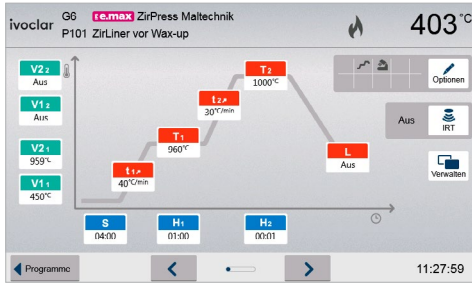 ivoclar G6 IPS e.max ZirPress Maltechnik 403°C
P101 ZirLiner vor Wax-up
V2 2
Aus
V1 2
Aus
V2 1
959°C
V1 1
450°C
t1↗
40°C/min
T1
960°C
t2↗
30°C/min
T2
1000°C
L
Aus
S
04:00
H1
01:00
H2
00:01
Optionen
Aus IRT
Verwalten
Programme 11:27:59